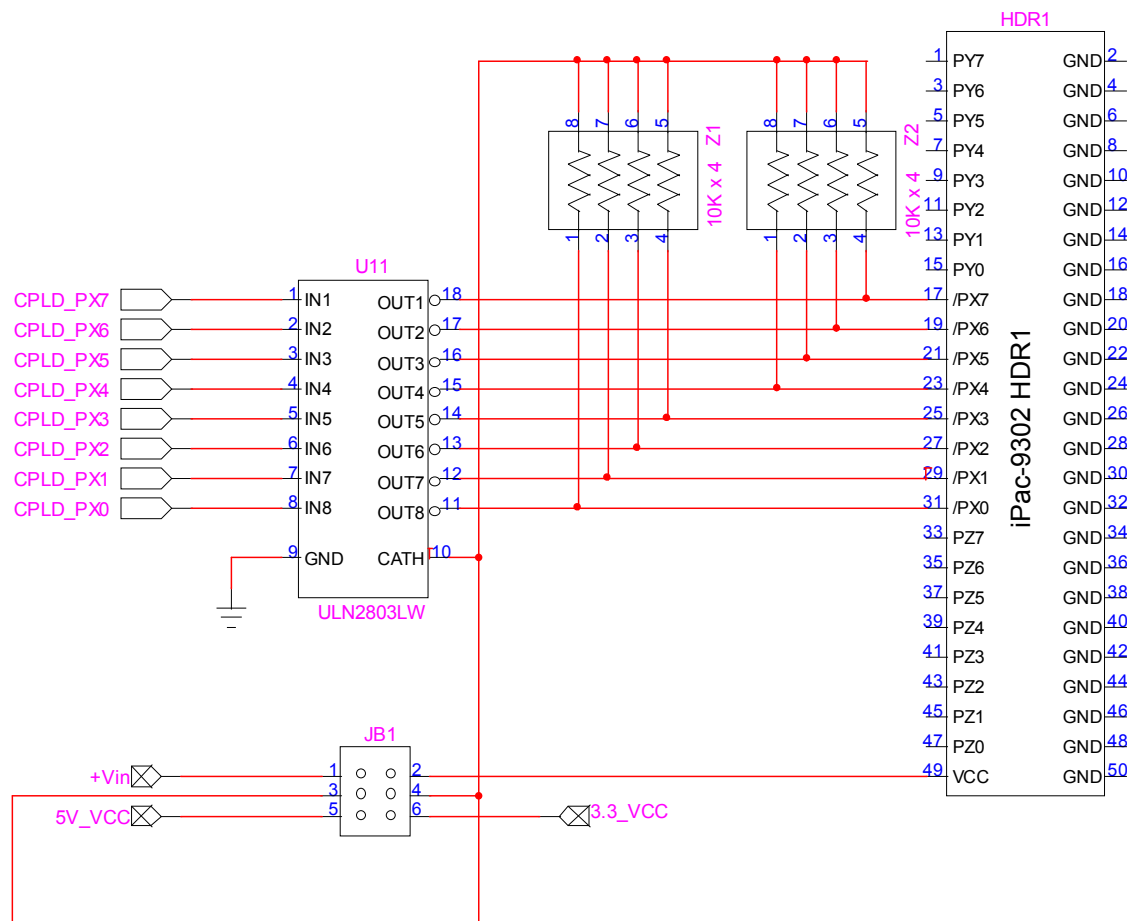 HDR1
1 PY7 GND 2
3 PY6 GND 4
5 PY5 GND 6
7 PY4 GND 8
9 PY3 GND 10
11 PY2 GND 12
13 PY1 GND 14
15 PY0 GND 16
17 /PX7 GND 18
19 /PX6 GND 20
21 /PX5 GND 22
23 /PX4 GND 24
25 /PX3 GND 26
27 /PX2 GND 28
29 /PX1 GND 30
31 /PX0 GND 32
33 PZ7 GND 34
35 PZ6 GND 36
37 PZ5 GND 38
39 PZ4 GND 40
41 PZ3 GND 42
43 PZ2 GND 44
45 PZ1 GND 46
47 PZ0 GND 48
49 VCC GND 50
iPac-9302 HDR1
8 7 6 5
Z1
10K x 4
1 2 3 4
8 7 6 5
Z2
10K x 4
1 2 3 4
U11
CPLD_PX7 1 IN1 OUT1 18
CPLD_PX6 2 IN2 OUT2 17
CPLD_PX5 3 IN3 OUT3 16
CPLD_PX4 4 IN4 OUT4 15
CPLD_PX3 5 IN5 OUT5 14
CPLD_PX2 6 IN6 OUT6 13
CPLD_PX1 7 IN7 OUT7 12
CPLD_PX0 8 IN8 OUT8 11
9 GND CATH 10
ULN2803LW
JB1
+Vin 1 2
3 4
5V_VCC 5 6 3.3_VCC